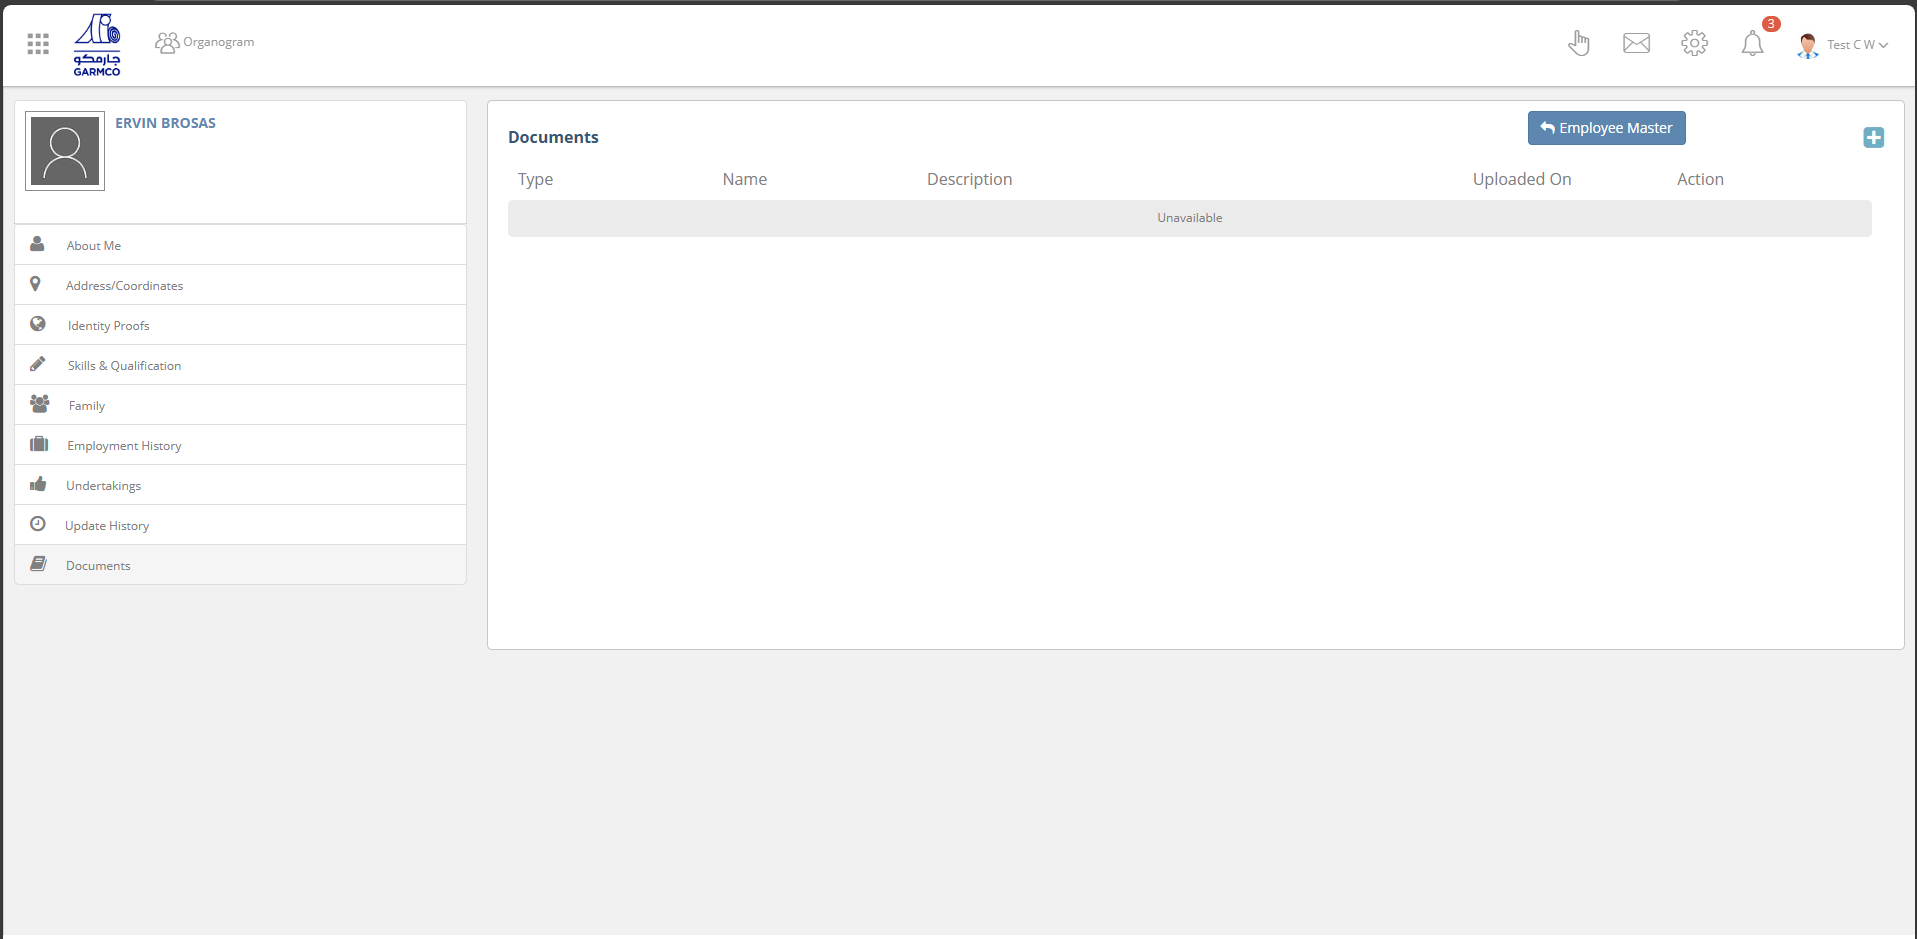 جارمكو
GARMCO
Organogram
3
Test C W
ERVIN BROSAS
About Me
Address/Coordinates
Identity Proofs
Skills & Qualification
Family
Employment History
Undertakings
Update History
Documents
Documents
Employee Master
Type Name Description Uploaded On Action
Unavailable